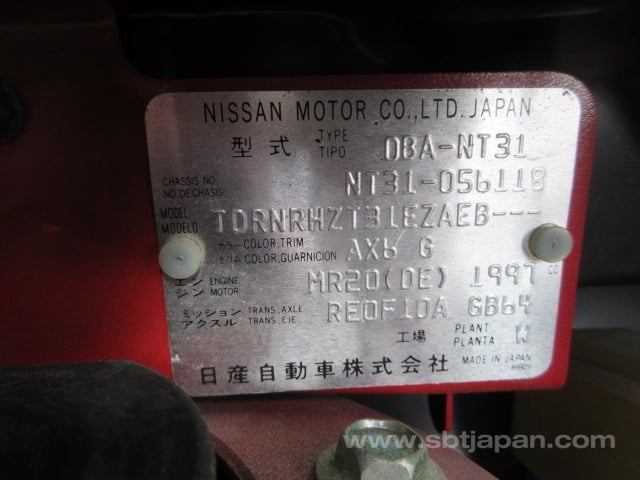 NISSAN MOTOR CO.,LTD. JAPAN
型式 TYPE TIPO DBA-NT31
CHASSIS NO. NO.DECHASIS NT31-056118
MODEL MODELO TDRNRHZT31EZAEB---
カラー COLOR,TRIM トリム COLOR,GUARNICION AX6 G
エンジン ENGINE MOTOR MR20(DE) 1997 CC
ミッション TRANS,AXLE アクスル TRANS,EJE RE0F10A GB64
工場 PLANT PLANTA W
日産自動車株式会社 MADE IN JAPAN
www.sbtjapan.com